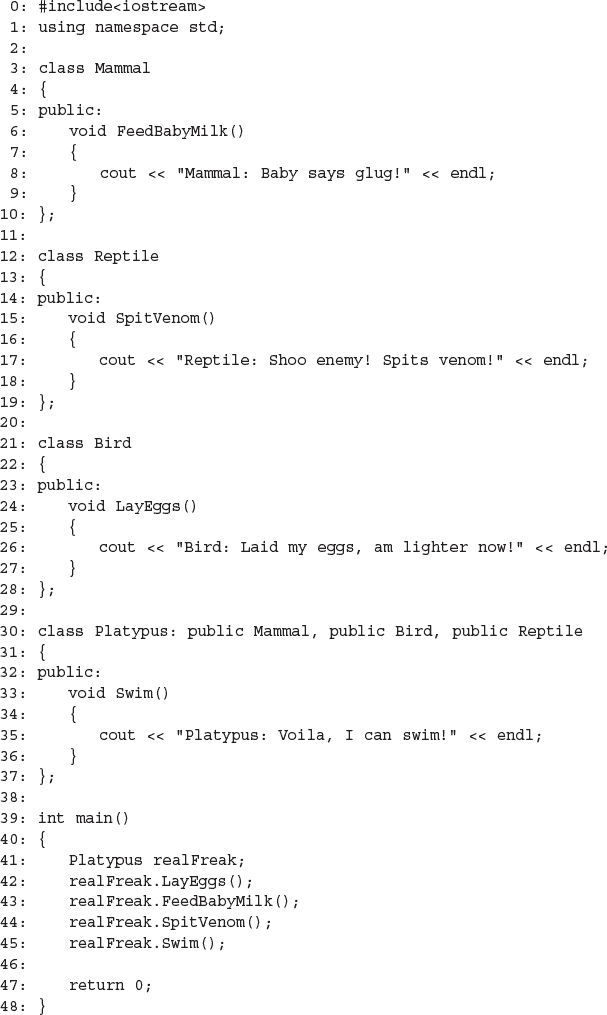 0: #include<iostream>
1: using namespace std;
2:
3: class Mammal
4: {
5: public:
6:    void FeedBabyMilk()
7:    {
8:       cout << "Mammal: Baby says glug!" << endl;
9:    }
10: };
11:
12: class Reptile
13: {
14: public:
15:    void SpitVenom()
16:    {
17:       cout << "Reptile: Shoo enemy! Spits venom!" << endl;
18:    }
19: };
20:
21: class Bird
22: {
23: public:
24:    void LayEggs()
25:    {
26:       cout << "Bird: Laid my eggs, am lighter now!" << endl;
27:    }
28: };
29:
30: class Platypus: public Mammal, public Bird, public Reptile
31: {
32: public:
33:    void Swim()
34:    {
35:       cout << "Platypus: Voila, I can swim!" << endl;
36:    }
37: };
38:
39: int main()
40: {
41:    Platypus realFreak;
42:    realFreak.LayEggs();
43:    realFreak.FeedBabyMilk();
44:    realFreak.SpitVenom();
45:    realFreak.Swim();
46:
47:    return 0;
48: }